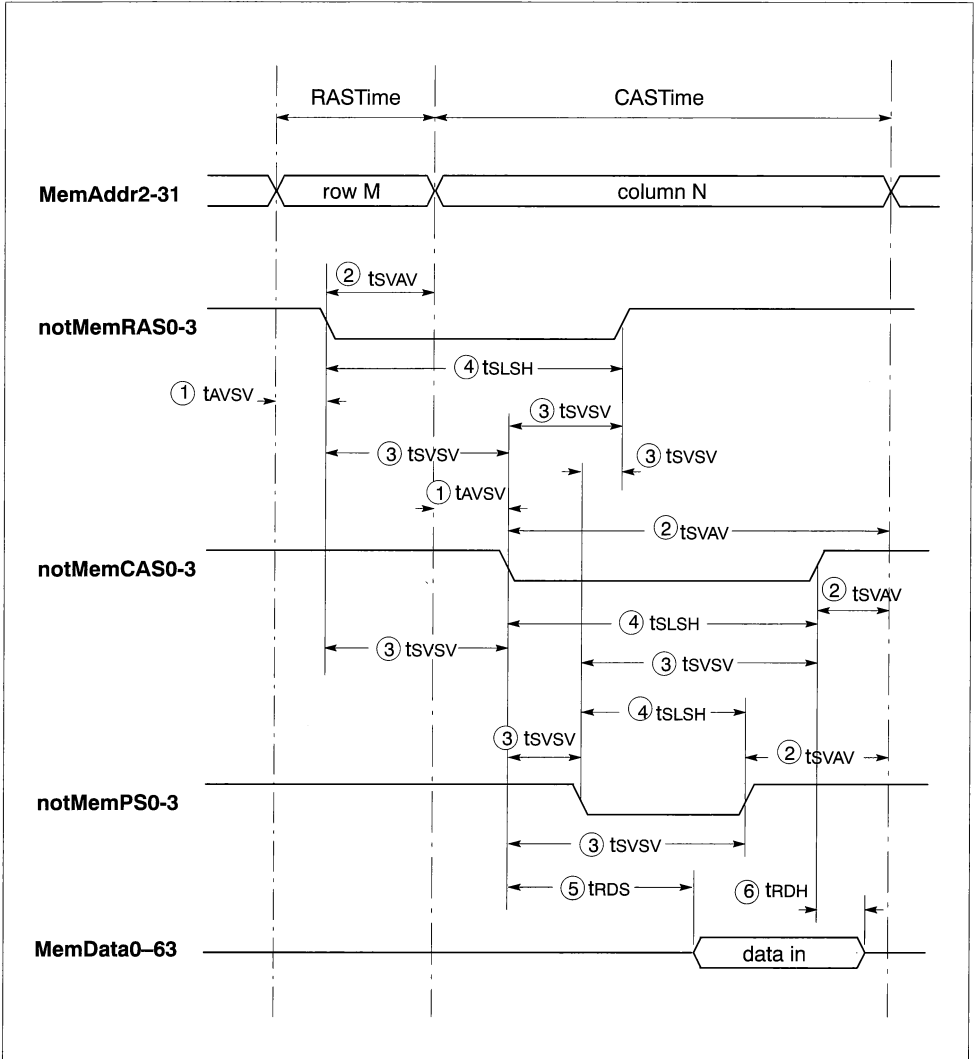 RASTime CASTime
MemAddr2-31 row M column N
② tSVAV
notMemRAS0-3
④ tSLSH
① tAVSV
③ tSVSV
③ tSVSV ③ tSVSV
① tAVSV
② tSVAV
notMemCAS0-3
② tSVAV
④ tSLSH
③ tSVSV
③ tSVSV
④ tSLSH
③ tSVSV
② tSVAV
notMemPS0-3
③ tSVSV
⑤ tRDS ⑥ tRDH
MemData0–63 data in